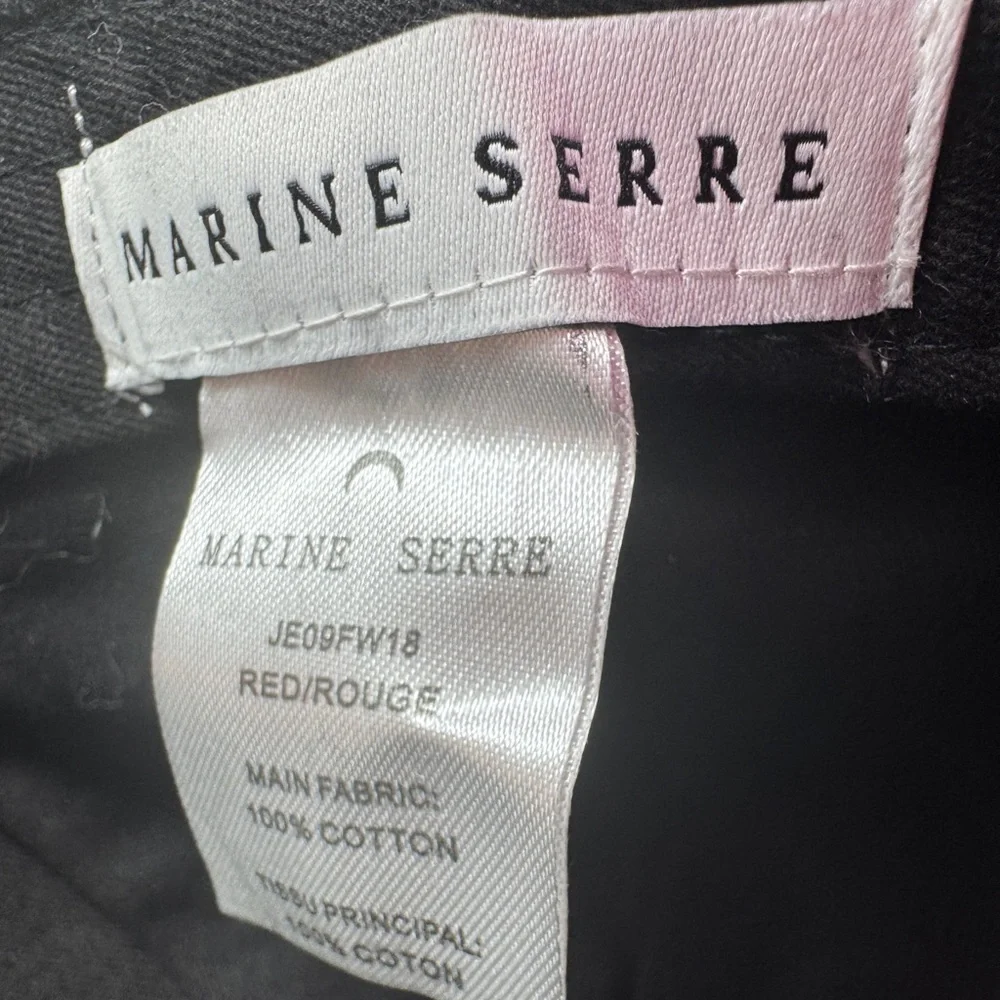 MARINE SERRE
MARINE SERRE
JE09FW18
RED/ROUGE
MAIN FABRIC:
100% COTTON
TISSU PRINCIPAL:
100% COTON